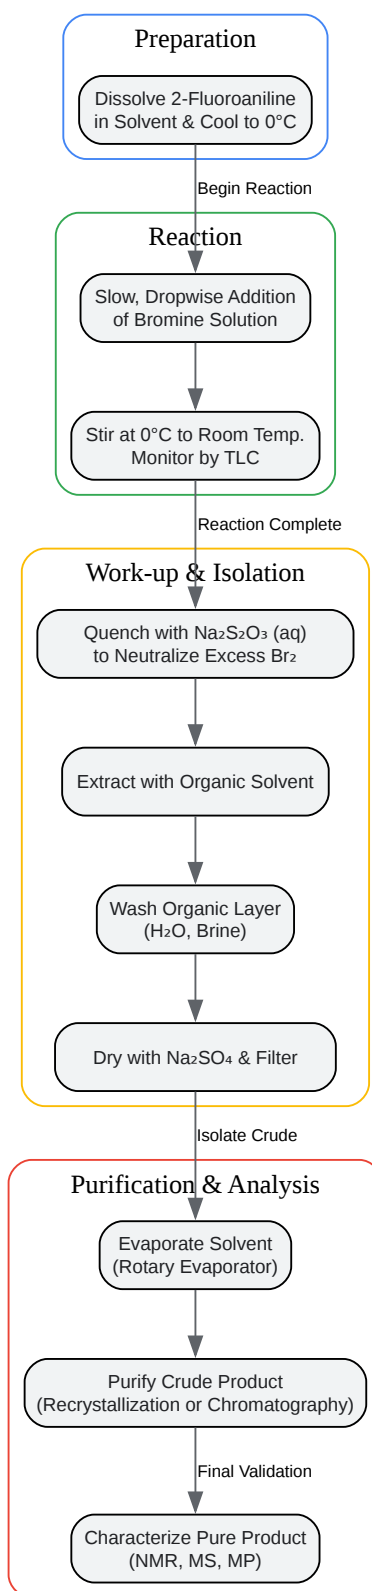 Preparation
Dissolve 2-Fluoroaniline
in Solvent & Cool to 0°C
Begin Reaction
Reaction
Slow, Dropwise Addition
of Bromine Solution
Stir at 0°C to Room Temp.
Monitor by TLC
Reaction Complete
Work-up & Isolation
Quench with Na₂S₂O₃ (aq)
to Neutralize Excess Br₂
Extract with Organic Solvent
Wash Organic Layer
(H₂O, Brine)
Dry with Na₂SO₄ & Filter
Isolate Crude
Purification & Analysis
Evaporate Solvent
(Rotary Evaporator)
Purify Crude Product
(Recrystallization or Chromatography)
Final Validation
Characterize Pure Product
(NMR, MS, MP)